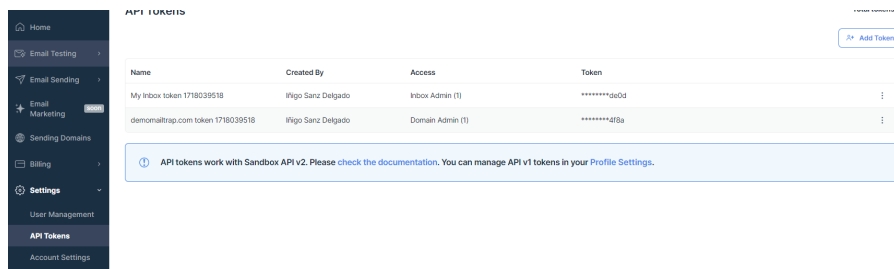 API Tokens
Total tokens
Home
Add Token
Email Testing
Email Sending
Email
Marketing
soon
Sending Domains
Billing
Settings
User Management
API Tokens
Account Settings
Name Created By Access Token
My Inbox token 1718039518 Iñigo Sanz Delgado Inbox Admin (1) ********de0d
demomailtrap.com token 1718039518 Iñigo Sanz Delgado Domain Admin (1) ********4f8a
API tokens work with Sandbox API v2. Please check the documentation. You can manage API v1 tokens in your Profile Settings.